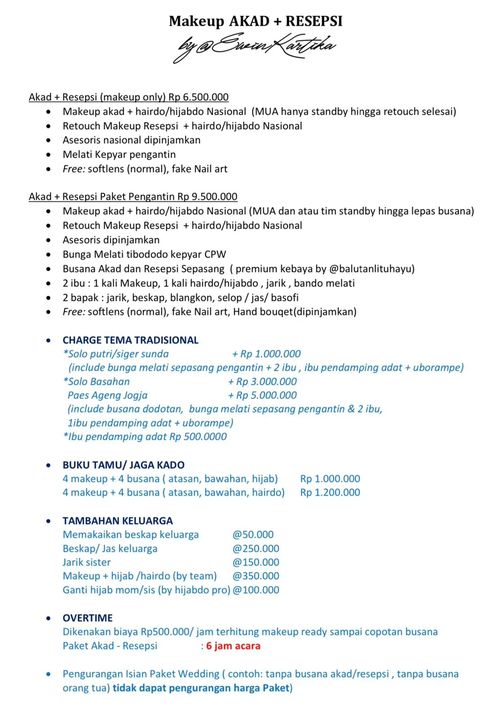 Makeup AKAD + RESEPSI
by @EwinKartika
Akad + Resepsi (makeup only) Rp 6.500.000
• Makeup akad + hairdo/hijabdo Nasional (MUA hanya standby hingga retouch selesai)
• Retouch Makeup Resepsi + hairdo/hijabdo Nasional
• Asesoris nasional dipinjamkan
• Melati Kepyar pengantin
• Free: softlens (normal), fake Nail art
Akad + Resepsi Paket Pengantin Rp 9.500.000
• Makeup akad + hairdo/hijabdo Nasional (MUA dan atau tim standby hingga lepas busana)
• Retouch Makeup Resepsi + hairdo/hijabdo Nasional
• Asesoris dipinjamkan
• Bunga Melati tibododo kepyar CPW
• Busana Akad dan Resepsi Sepasang ( premium kebaya by @balutanlituhayu)
• 2 ibu : 1 kali Makeup, 1 kali hairdo/hijabdo , jarik , bando melati
• 2 bapak : jarik, beskap, blangkon, selop / jas/ basofi
• Free: softlens (normal), fake Nail Art, Hand bouqet(dipinjamkan)
• CHARGE TEMA TRADISIONAL
*Solo putri/siger sunda + Rp 1.000.000
(include bunga melati sepasang pengantin + 2 ibu , ibu pendamping adat + uborampe)
*Solo Basahan + Rp 3.000.000
Paes Ageng Jogja + Rp 5.000.000
(include busana dodotan, bunga melati sepasang pengantin & 2 ibu,
1ibu pendamping adat + uborampe)
*Ibu pendamping adat Rp 500.0000
• BUKU TAMU/ JAGA KADO
4 makeup + 4 busana ( atasan, bawahan, hijab) Rp 1.000.000
4 makeup + 4 busana ( atasan, bawahan, hairdo) Rp 1.200.000
• TAMBAHAN KELUARGA
Memakaikan beskap keluarga @50.000
Beskap/ Jas keluarga @250.000
Jarik sister @150.000
Makeup + hijab /hairdo (by team) @350.000
Ganti hijab mom/sis (by hijabdo pro) @100.000
• OVERTIME
Dikenakan biaya Rp500.000/ jam terhitung makeup ready sampai copotan busana
Paket Akad - Resepsi : 6 jam acara
• Pengurangan Isian Paket Wedding ( contoh: tanpa busana akad/resepsi , tanpa busana
orang tua) tidak dapat pengurangan harga Paket)